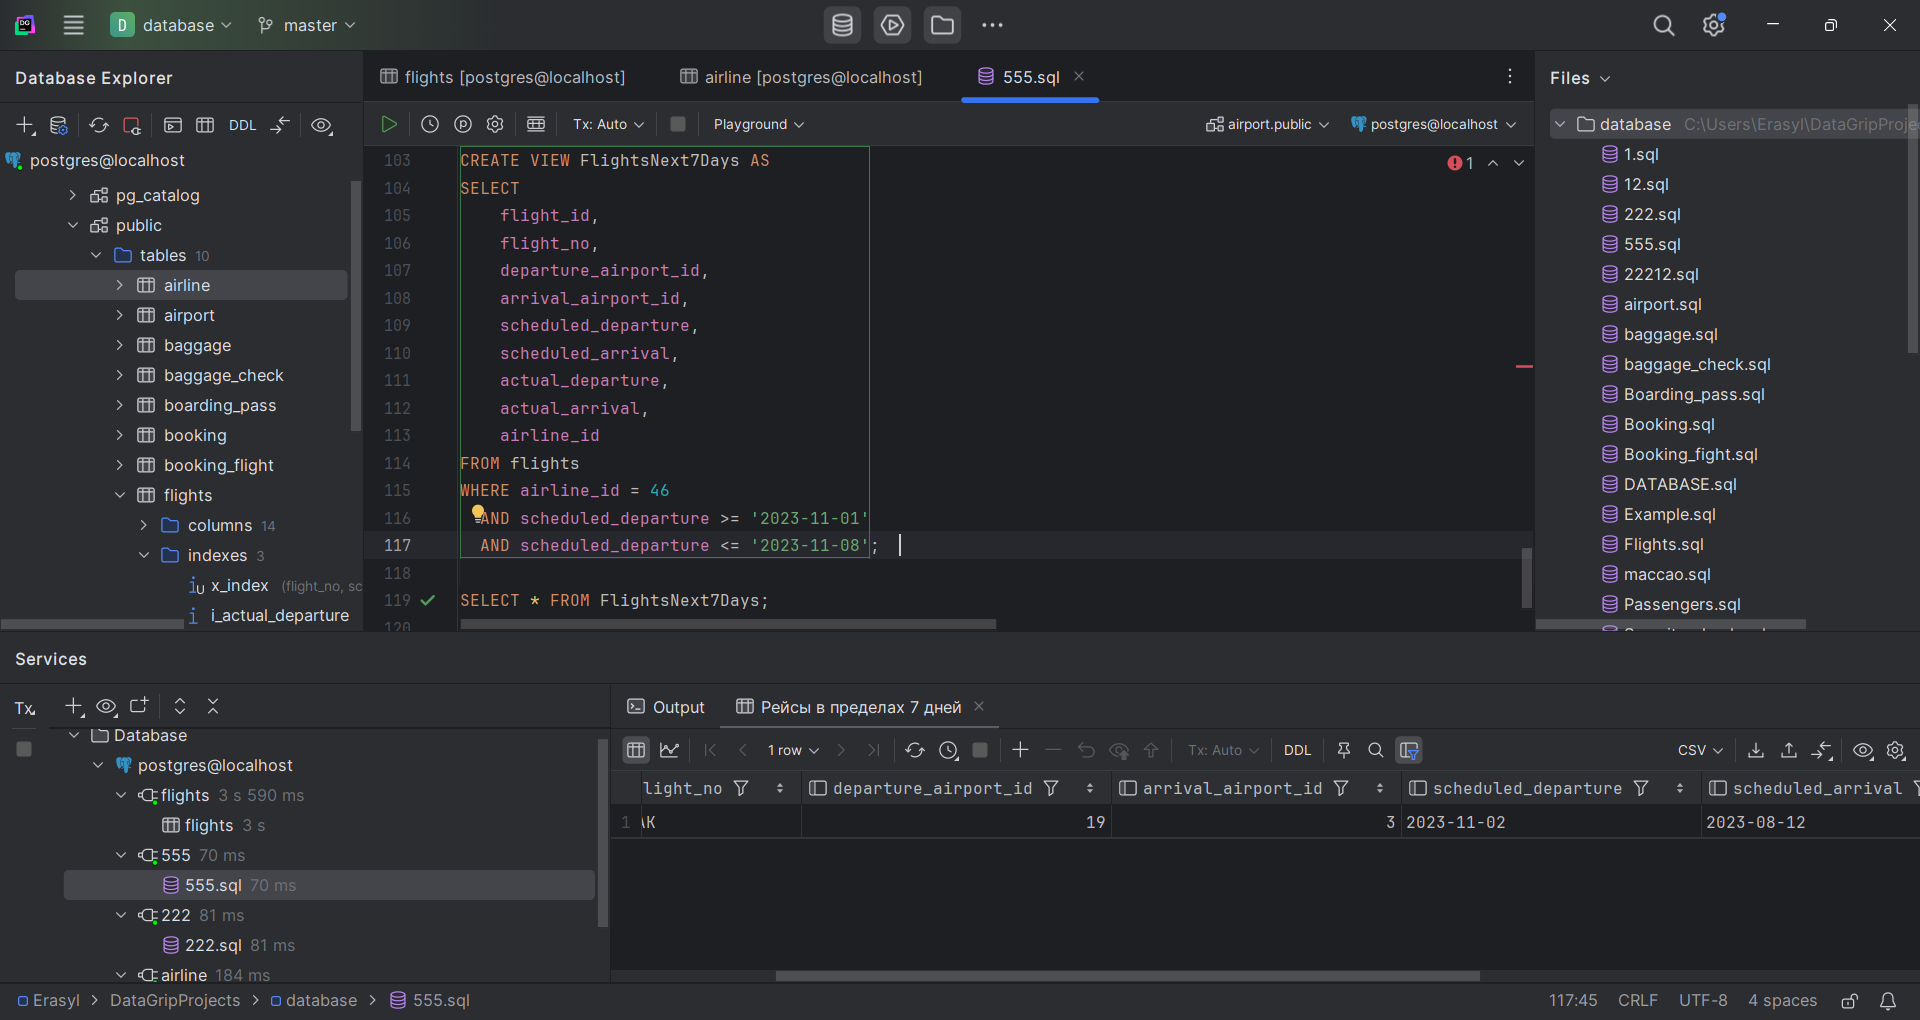 D database master
Database Explorer
DDL
postgres@localhost
pg_catalog
public
tables 10
airline
airport
baggage
baggage_check
boarding_pass
booking
booking_flight
flights
columns 14
indexes 3
x_index (flight_no, sc
i_actual_departure
flights [postgres@localhost] airline [postgres@localhost] 555.sql
Tx: Auto Playground airport.public postgres@localhost
1
103 CREATE VIEW FlightsNext7Days AS
104 SELECT
105 flight_id,
106 flight_no,
107 departure_airport_id,
108 arrival_airport_id,
109 scheduled_departure,
110 scheduled_arrival,
111 actual_departure,
112 actual_arrival,
113 airline_id
114 FROM flights
115 WHERE airline_id = 46
116 AND scheduled_departure >= '2023-11-01'
117 AND scheduled_departure <= '2023-11-08';
118
119 SELECT * FROM FlightsNext7Days;
120
Files
database C:\Users\Erasyl\DataGripProje
1.sql
12.sql
222.sql
555.sql
22212.sql
airport.sql
baggage.sql
baggage_check.sql
Boarding_pass.sql
Booking.sql
Booking_fight.sql
DATABASE.sql
Example.sql
Flights.sql
maccao.sql
Passengers.sql
Services
Tx
Database
postgres@localhost
flights 3 s 590 ms
flights 3 s
555 70 ms
555.sql 70 ms
222 81 ms
222.sql 81 ms
airline 184 ms
Output Рейсы в пределах 7 дней
1 row Tx: Auto DDL CSV
light_no departure_airport_id arrival_airport_id scheduled_departure scheduled_arrival
1 AK 19 3 2023-11-02 2023-08-12
Erasyl > DataGripProjects > database > 555.sql
117:45 CRLF UTF-8 4 spaces